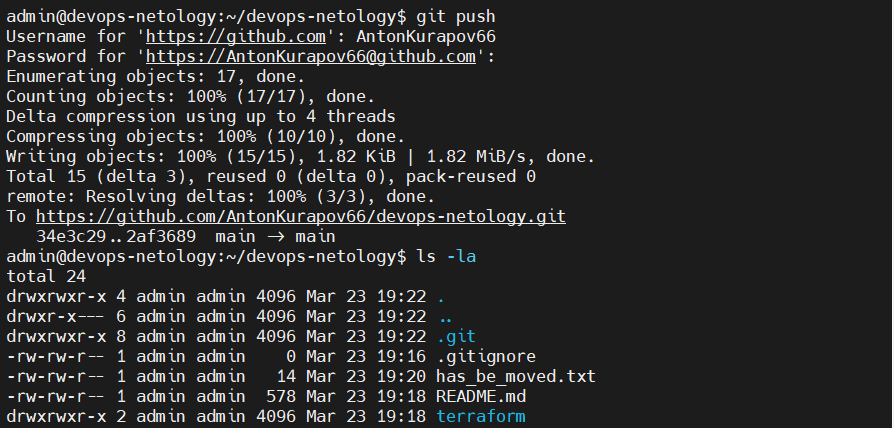 admin@devops-netology:~/devops-netology$ git push
Username for 'https://github.com': AntonKurapov66
Password for 'https://AntonKurapov66@github.com':
Enumerating objects: 17, done.
Counting objects: 100% (17/17), done.
Delta compression using up to 4 threads
Compressing objects: 100% (10/10), done.
Writing objects: 100% (15/15), 1.82 KiB | 1.82 MiB/s, done.
Total 15 (delta 3), reused 0 (delta 0), pack-reused 0
remote: Resolving deltas: 100% (3/3), done.
To https://github.com/AntonKurapov66/devops-netology.git
   34e3c29..2af3689  main -> main
admin@devops-netology:~/devops-netology$ ls -la
total 24
drwxrwxr-x 4 admin admin 4096 Mar 23 19:22 .
drwxr-x--- 6 admin admin 4096 Mar 23 19:22 ..
drwxrwxr-x 8 admin admin 4096 Mar 23 19:22 .git
-rw-rw-r-- 1 admin admin    0 Mar 23 19:16 .gitignore
-rw-rw-r-- 1 admin admin   14 Mar 23 19:20 has_be_moved.txt
-rw-rw-r-- 1 admin admin  578 Mar 23 19:18 README.md
drwxrwxr-x 2 admin admin 4096 Mar 23 19:18 terraform